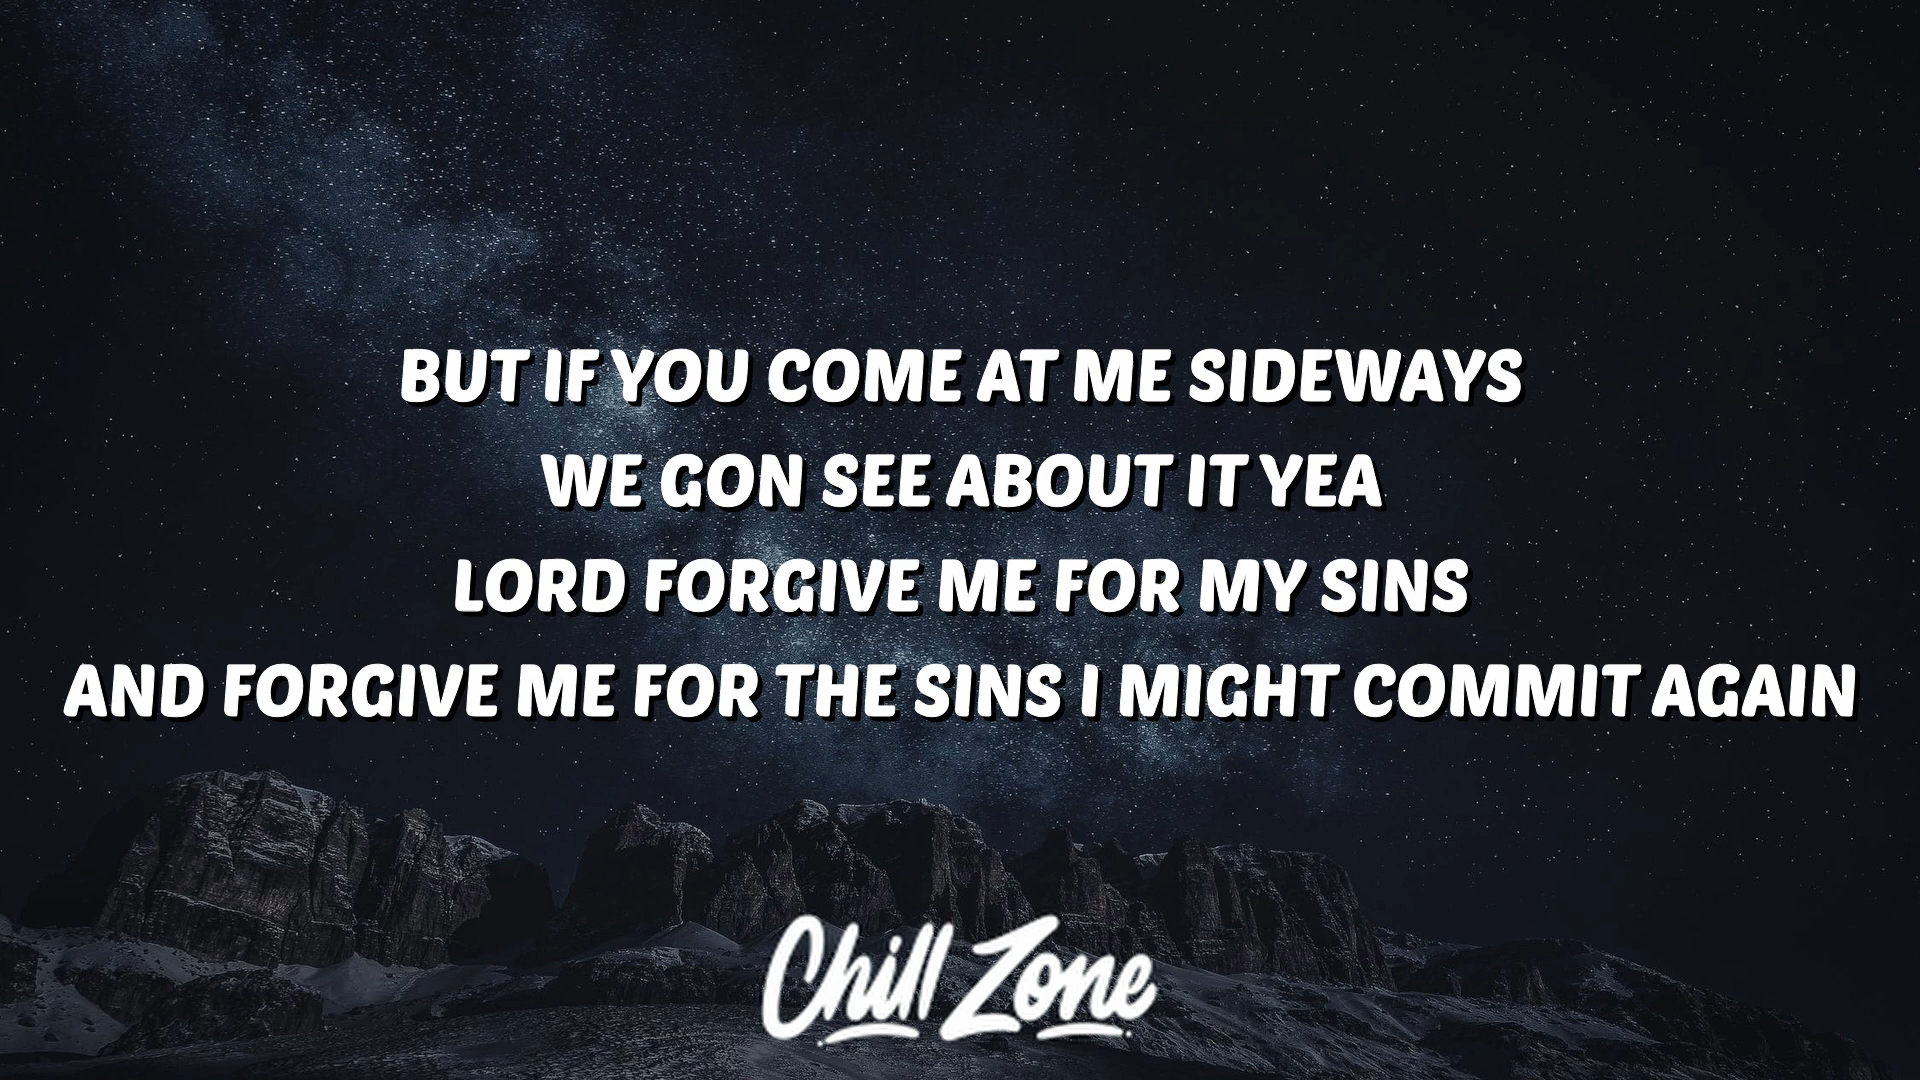 BUT IF YOU COME AT ME SIDEWAYS
WE GON SEE ABOUT IT YEA
LORD FORGIVE ME FOR MY SINS
AND FORGIVE ME FOR THE SINS I MIGHT COMMIT AGAIN
Chill Zone